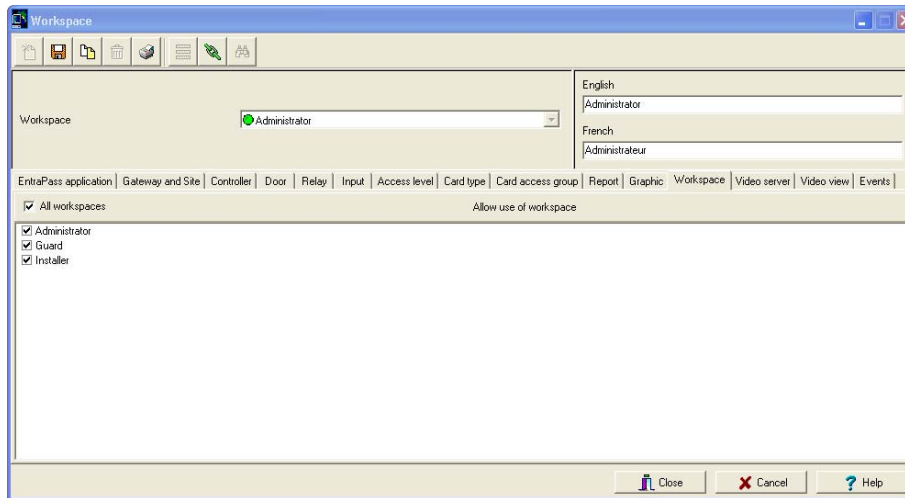 Workspace
English
Administrator
Workspace
Administrator
French
Administrateur
EntraPass application Gateway and Site Controller Door Relay Input Access level Card type Card access group Report Graphic Workspace Video server Video view Events
All workspaces Allow use of workspace
Administrator
Guard
Installer
Close Cancel ? Help